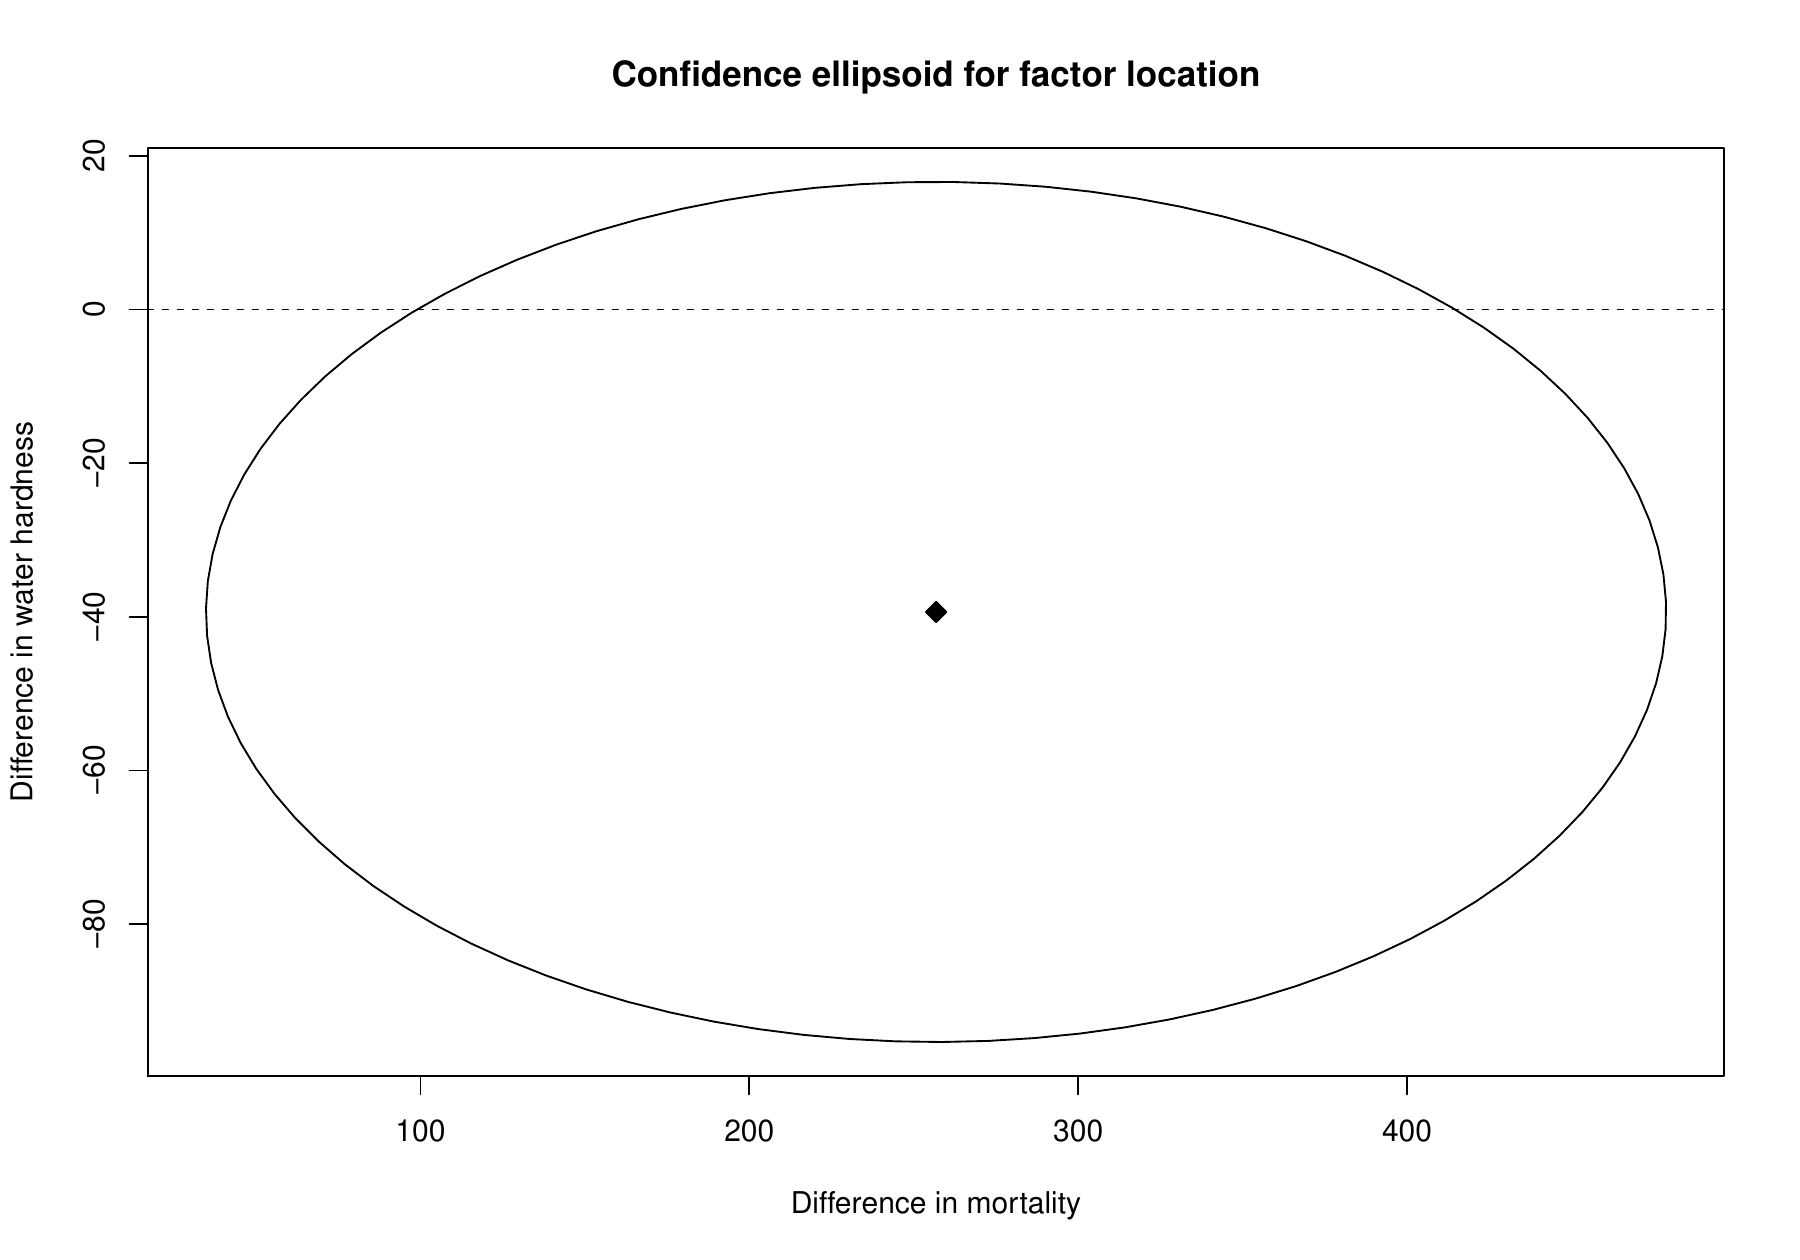 Confidence ellipsoid for factor location
Difference in water hardness
20
0
−20
−40
−60
−80
100 200 300 400
Difference in mortality